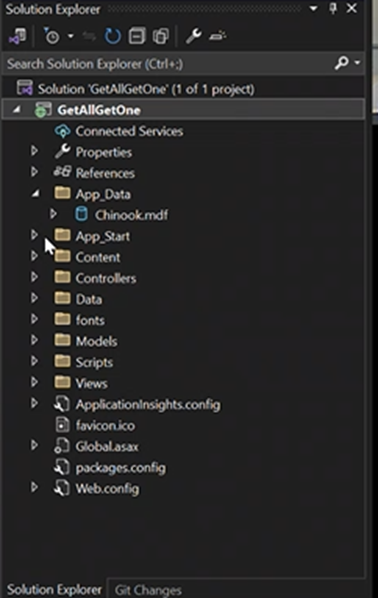 Solution Explorer
Search Solution Explorer (Ctrl+;)
Solution 'GetAllGetOne' (1 of 1 project)
GetAllGetOne
Connected Services
Properties
References
App_Data
Chinook.mdf
App_Start
Content
Controllers
Data
fonts
Models
Scripts
Views
ApplicationInsights.config
favicon.ico
Global.asax
packages.config
Web.config
Solution Explorer Git Changes